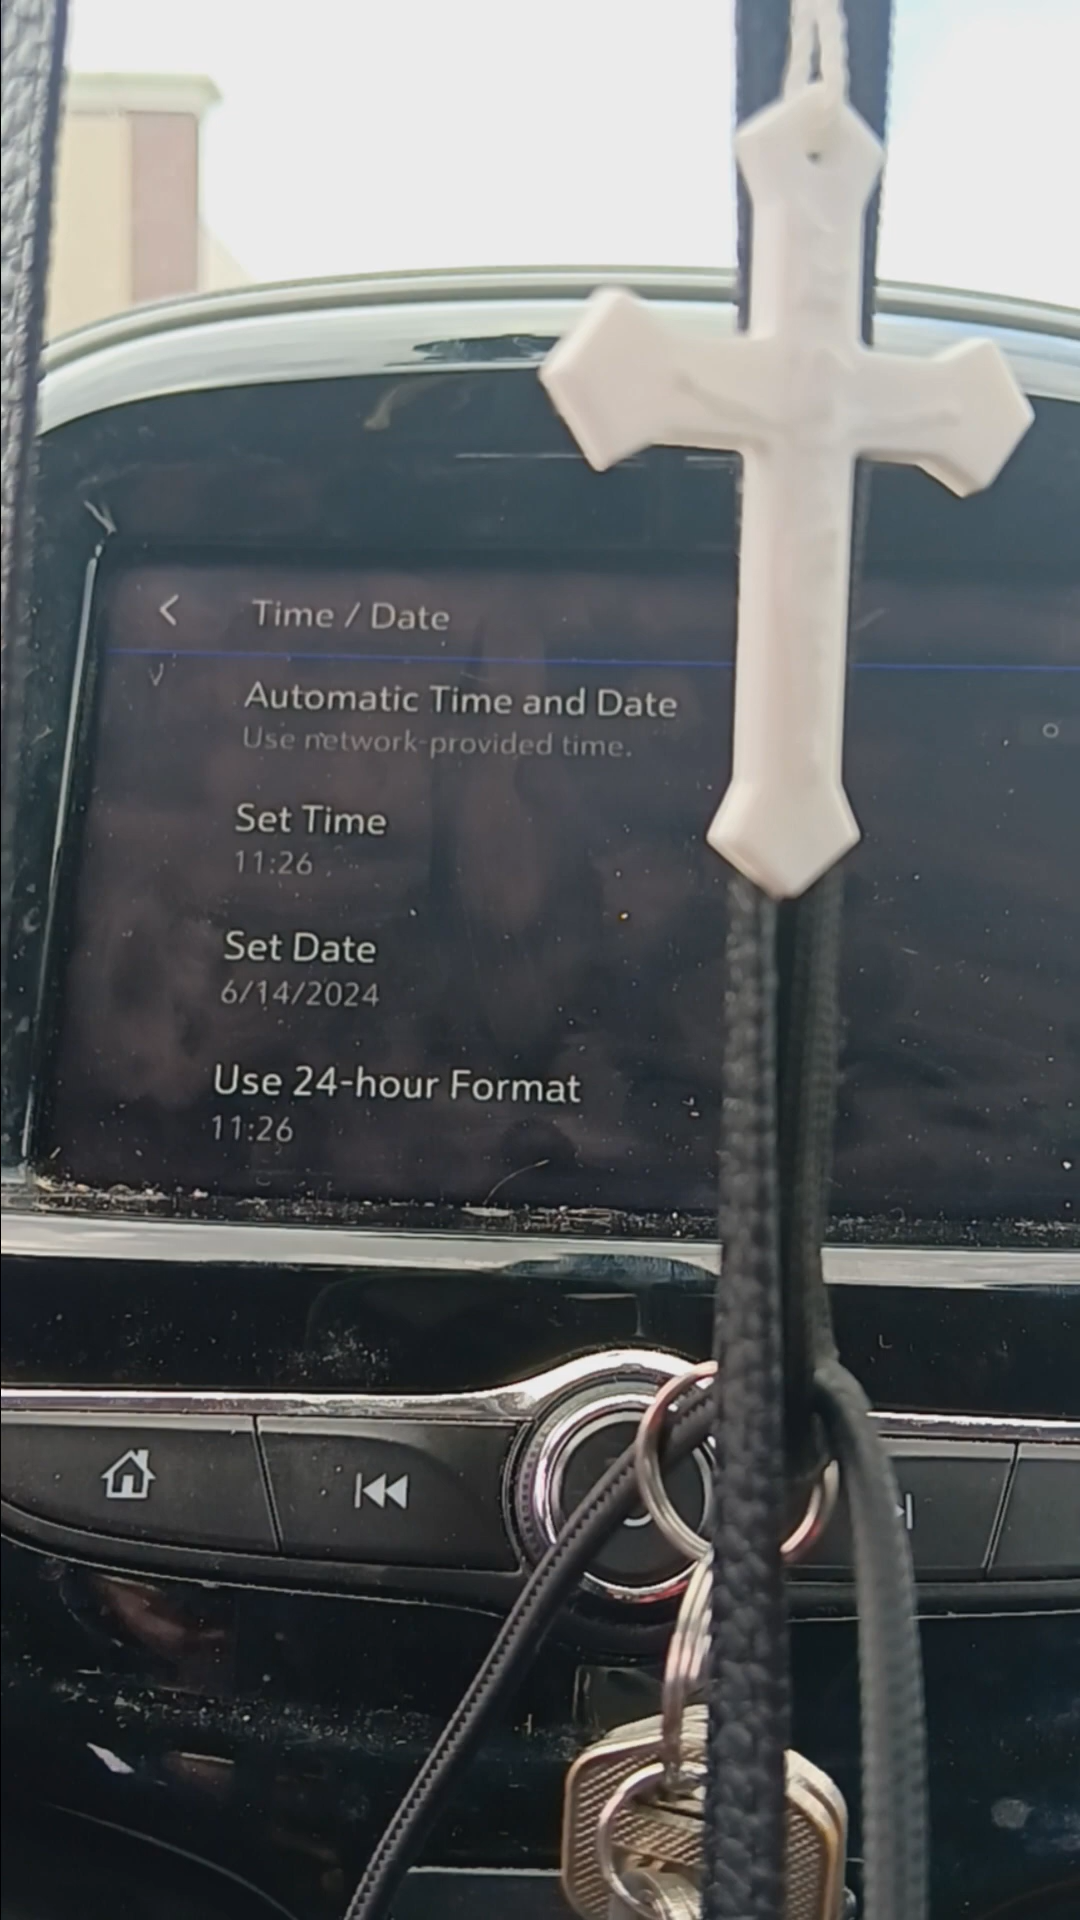 Time / Date
Automatic Time and Date
Use network-provided time.
Set Time
11:26
Set Date
6/14/2024
Use 24-hour Format
11:26